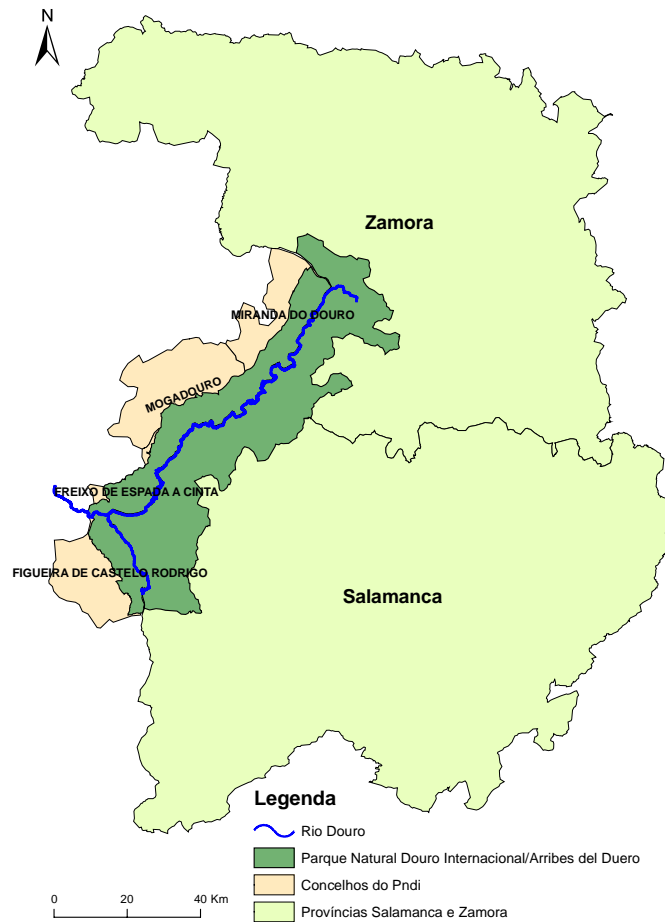 N
Zamora
MIRANDA DO DOURO
MOGADOURO
FREIXO DE ESPADA A CINTA
FIGUEIRA DE CASTELO RODRIGO
Salamanca
Legenda
Rio Douro
Parque Natural Douro Internacional/Arribes del Duero
Concelhos do Pndi
Províncias Salamanca e Zamora
0 20 40 Km